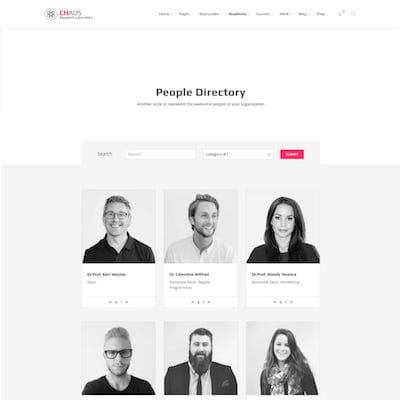 CHAOS
Research Laboratory
Home
Pages
Shortcodes
Academics
Courses
Work
Blog
Shop
People Directory
Another style to represent the awesome people of your organization.
Search
Search
Category #1
SUBMIT
Dr.Prof. Karl Weston
Dean
Dr. Celestine Wilfred
Associate Dean, Degree
Programmes
Dr.Prof. Woody Terence
Associate Dean, marketing